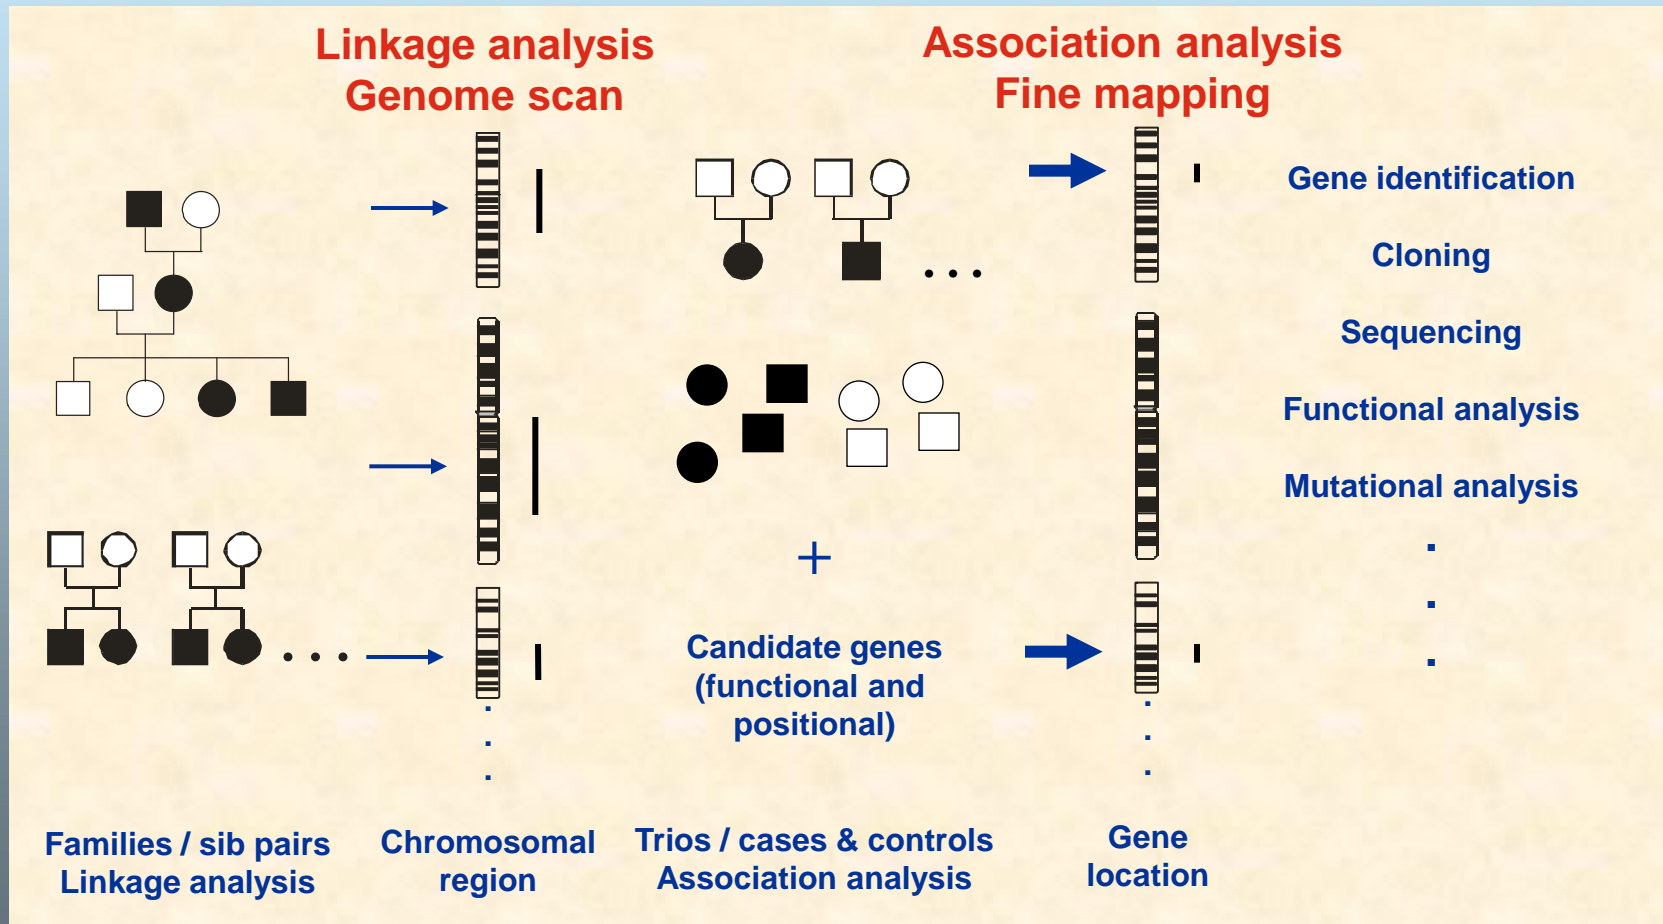 Linkage analysis
Genome scan
Association analysis
Fine mapping
Gene identification
Cloning
Sequencing
Functional analysis
Mutational analysis
.
.
.
. . .
. . .
+
Candidate genes
(functional and
positional)
.
.
.
.
.
.
Families / sib pairs
Linkage analysis
Chromosomal
region
Trios / cases & controls
Association analysis
Gene
location